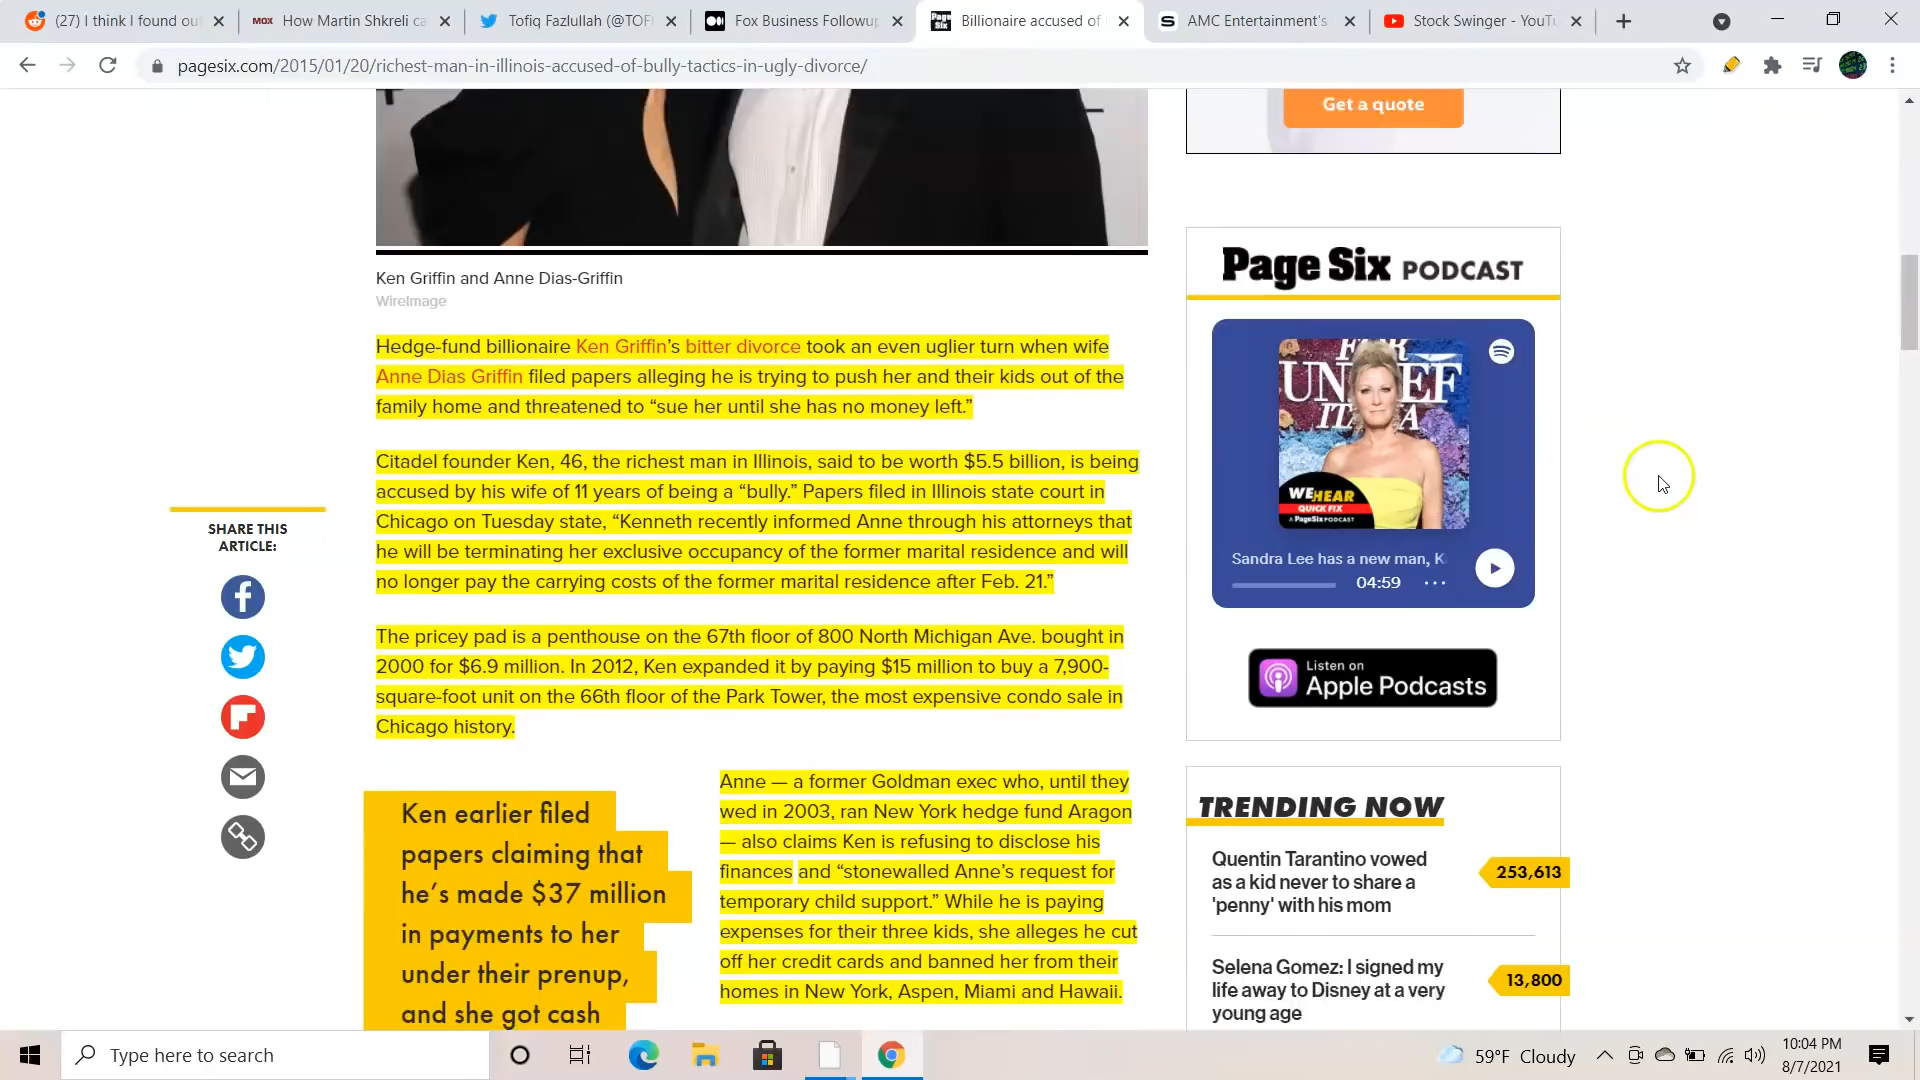 (27) I think I found ou
How Martin Shkreli ca
Tofiq Fazlullah (@TOF
Fox Business Followup
Billionaire accused of
AMC Entertainment's
Stock Swinger - YouTu
pagesix.com/2015/01/20/richest-man-in-illinois-accused-of-bully-tactics-in-ugly-divorce/
Get a quote
Ken Griffin and Anne Dias-Griffin
WireImage
Hedge-fund billionaire Ken Griffin's bitter divorce took an even uglier turn when wife
Anne Dias Griffin filed papers alleging he is trying to push her and their kids out of the
family home and threatened to “sue her until she has no money left.”
Citadel founder Ken, 46, the richest man in Illinois, said to be worth $5.5 billion, is being
accused by his wife of 11 years of being a “bully.” Papers filed in Illinois state court in
Chicago on Tuesday state, “Kenneth recently informed Anne through his attorneys that
he will be terminating her exclusive occupancy of the former marital residence and will
no longer pay the carrying costs of the former marital residence after Feb. 21.”
The pricey pad is a penthouse on the 67th floor of 800 North Michigan Ave. bought in
2000 for $6.9 million. In 2012, Ken expanded it by paying $15 million to buy a 7,900-
square-foot unit on the 66th floor of the Park Tower, the most expensive condo sale in
Chicago history.
SHARE THIS
ARTICLE:
Ken earlier filed
papers claiming that
he's made $37 million
in payments to her
under their prenup,
and she got cash
Anne — a former Goldman exec who, until they
wed in 2003, ran New York hedge fund Aragon
— also claims Ken is refusing to disclose his
finances and “stonewalled Anne's request for
temporary child support.” While he is paying
expenses for their three kids, she alleges he cut
off her credit cards and banned her from their
homes in New York, Aspen, Miami and Hawaii.
Page Six PODCAST
WE HEAR
QUICK FIX
A PageSix PODCAST
Sandra Lee has a new man, K
04:59
Listen on
Apple Podcasts
TRENDING NOW
Quentin Tarantino vowed
as a kid never to share a
'penny' with his mom
253,613
Selena Gomez: I signed my
life away to Disney at a very
young age
13,800
Type here to search
59°F Cloudy
10:04 PM
8/7/2021